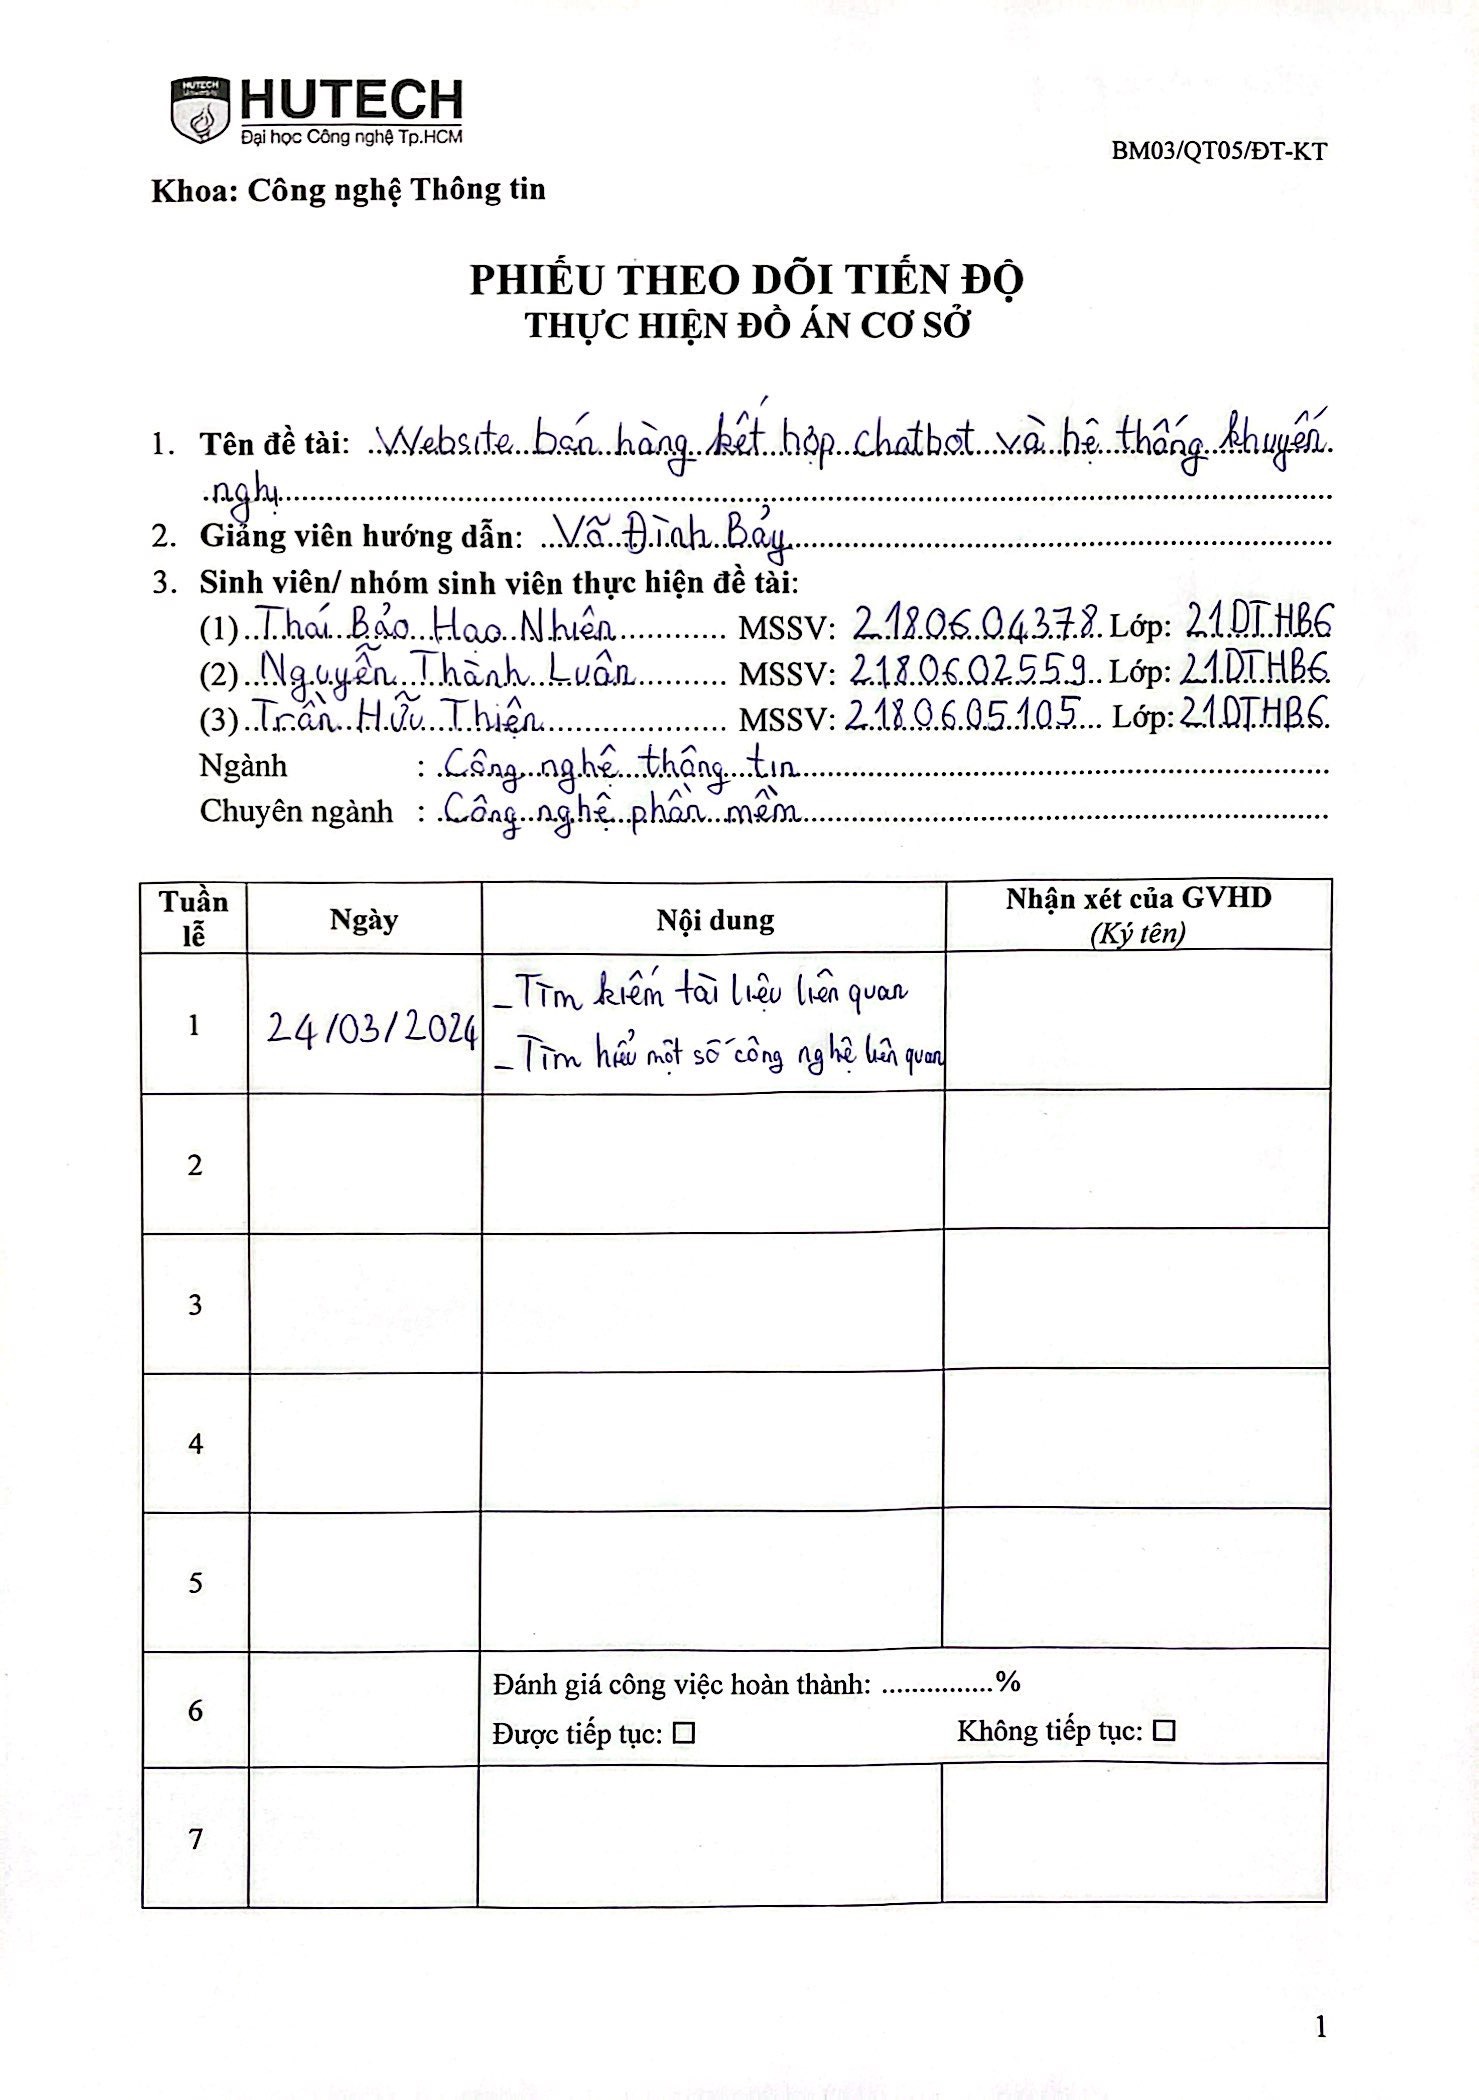 HUTECH
Đại học Công nghệ Tp.HCM
BM03/QT05/ĐT-KT
Khoa: Công nghệ Thông tin
PHIẾU THEO DÕI TIẾN ĐỘ
THỰC HIỆN ĐỒ ÁN CƠ SỞ
1. Tên đề tài: Website bán hàng kết hợp chatbot và hệ thống khuyến
nghị
2. Giảng viên hướng dẫn: Võ Đình Bảy
3. Sinh viên/ nhóm sinh viên thực hiện đề tài:
(1) Thái Bảo Hạo Nhiên MSSV: 2180604378 Lớp: 21DTHB6
(2) Nguyễn Thành Luân MSSV: 2180602559 Lớp: 21DTHB6
(3) Trần Hữu Thiện MSSV: 2180605105 Lớp: 21DTHB6
Ngành : Công nghệ thông tin
Chuyên ngành : Công nghệ phần mềm
Tuần lễ Ngày Nội dung Nhận xét của GVHD (Ký tên)
1 24/03/2024 - Tìm kiếm tài liệu liên quan
- Tìm hiểu một số công nghệ liên quan
2
3
4
5
6 Đánh giá công việc hoàn thành: ...............%
Được tiếp tục: ☐ Không tiếp tục: ☐
7
1